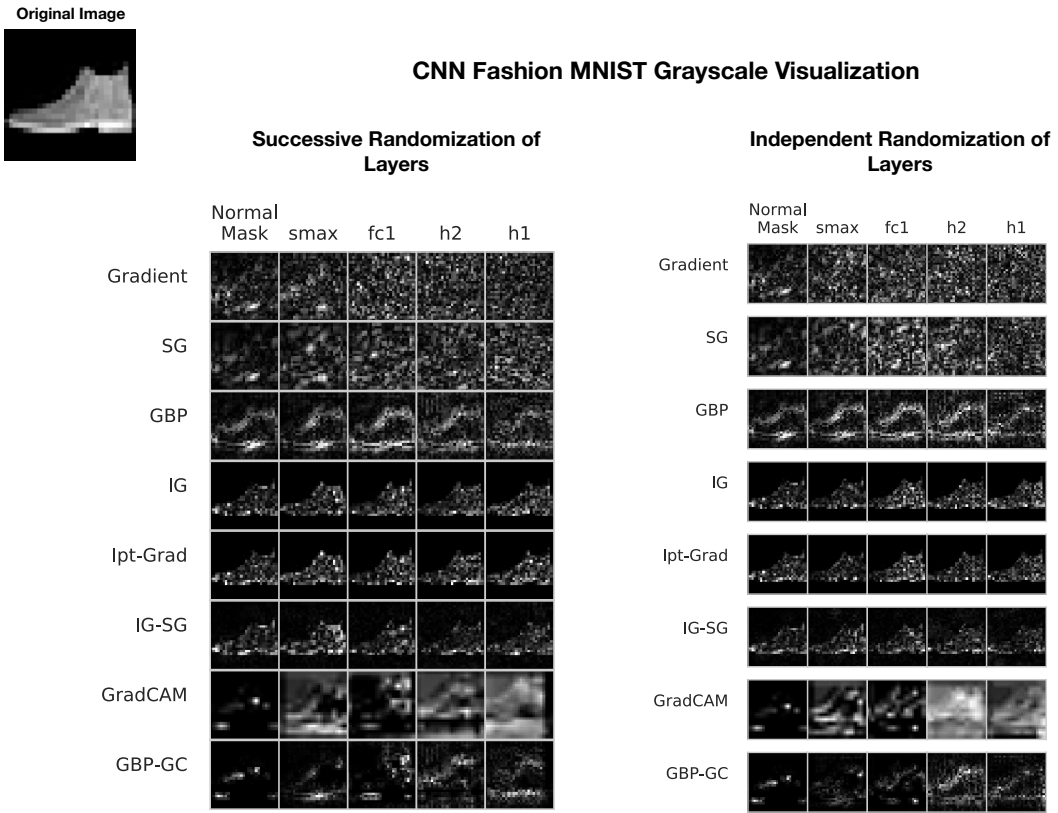 Original Image
CNN Fashion MNIST Grayscale Visualization
Successive Randomization of
Layers
Normal
Mask smax fc1 h2 h1
Gradient
SG
GBP
IG
Ipt-Grad
IG-SG
GradCAM
GBP-GC
Independent Randomization of
Layers
Normal
Mask smax fc1 h2 h1
Gradient
SG
GBP
IG
Ipt-Grad
IG-SG
GradCAM
GBP-GC